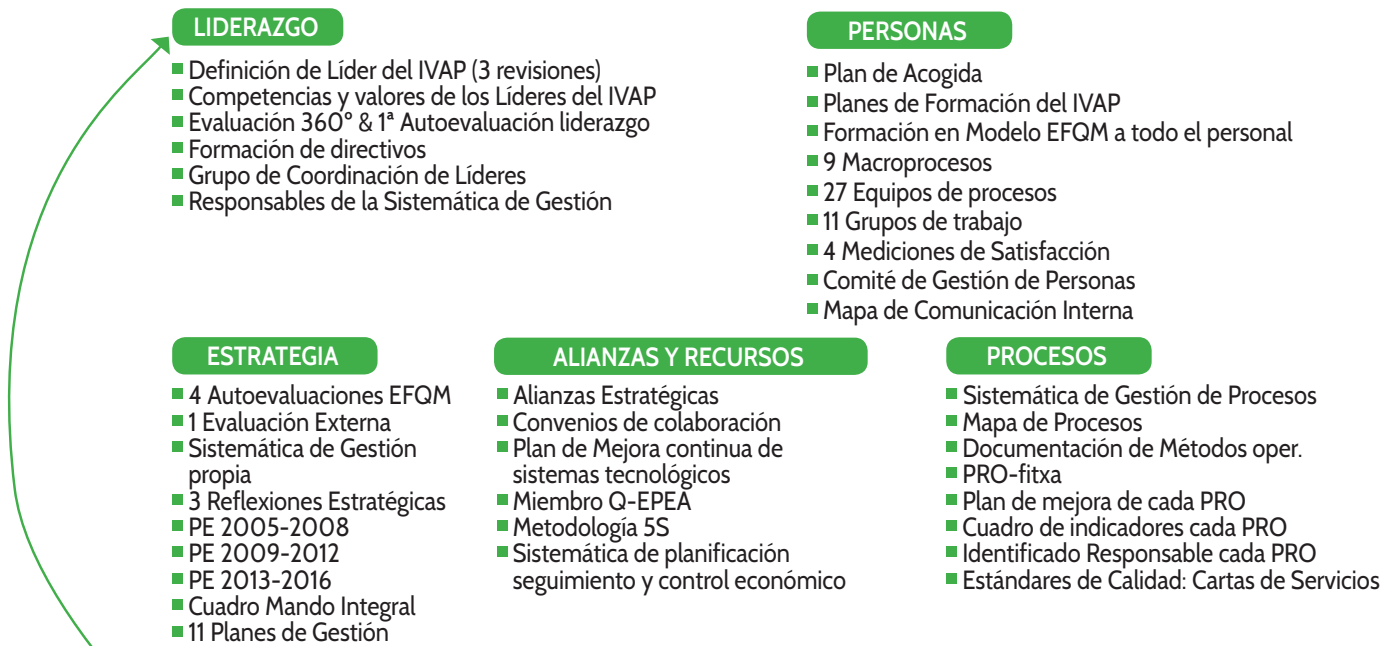 LIDERAZGO
Definición de Líder del IVAP (3 revisiones)
Competencias y valores de los Líderes del IVAP
Evaluación 360º & 1ª Autoevaluación liderazgo
Formación de directivos
Grupo de Coordinación de Líderes
Responsables de la Sistemática de Gestión
PERSONAS
Plan de Acogida
Planes de Formación del IVAP
Formación en Modelo EFQM a todo el personal
9 Macroprocesos
27 Equipos de procesos
11 Grupos de trabajo
4 Mediciones de Satisfacción
Comité de Gestión de Personas
Mapa de Comunicación Interna
ESTRATEGIA
4 Autoevaluaciones EFQM
1 Evaluación Externa
Sistemática de Gestión
propia
3 Reflexiones Estratégicas
PE 2005-2008
PE 2009-2012
PE 2013-2016
Cuadro Mando Integral
11 Planes de Gestión
ALIANZAS Y RECURSOS
Alianzas Estratégicas
Convenios de colaboración
Plan de Mejora continua de
sistemas tecnológicos
Miembro Q-EPEA
Metodología 5S
Sistemática de planificación
seguimiento y control económico
PROCESOS
Sistemática de Gestión de Procesos
Mapa de Procesos
Documentación de Métodos oper.
PRO-fitxa
Plan de mejora de cada PRO
Cuadro de indicadores cada PRO
Identificado Responsable cada PRO
Estándares de Calidad: Cartas de Servicios